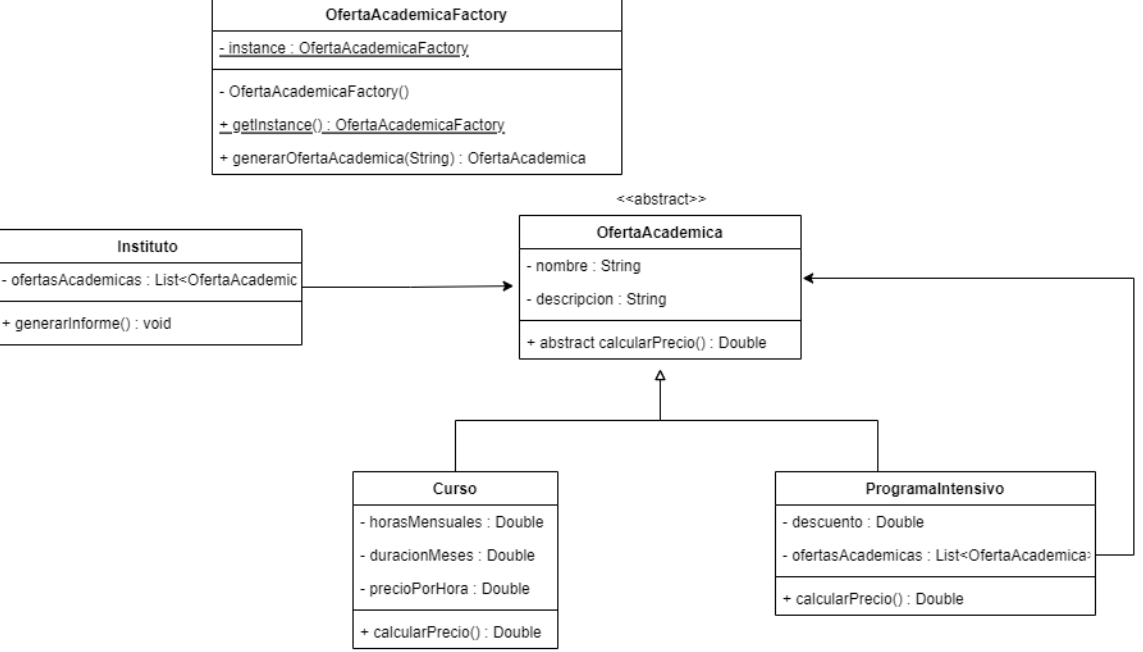 OfertaAcademicaFactory
- instance : OfertaAcademicaFactory
- OfertaAcademicaFactory()
+ getInstance() : OfertaAcademicaFactory
+ generarOfertaAcademica(String) : OfertaAcademica
<<abstract>>
OfertaAcademica
- nombre : String
- descripcion : String
+ abstract calcularPrecio() : Double
Instituto
- ofertasAcademicas : List<OfertaAcademic
+ generarInforme() : void
Curso
- horasMensuales : Double
- duracionMeses : Double
- precioPorHora : Double
+ calcularPrecio() : Double
ProgramaIntensivo
- descuento : Double
- ofertasAcademicas : List<OfertaAcademica>
+ calcularPrecio() : Double